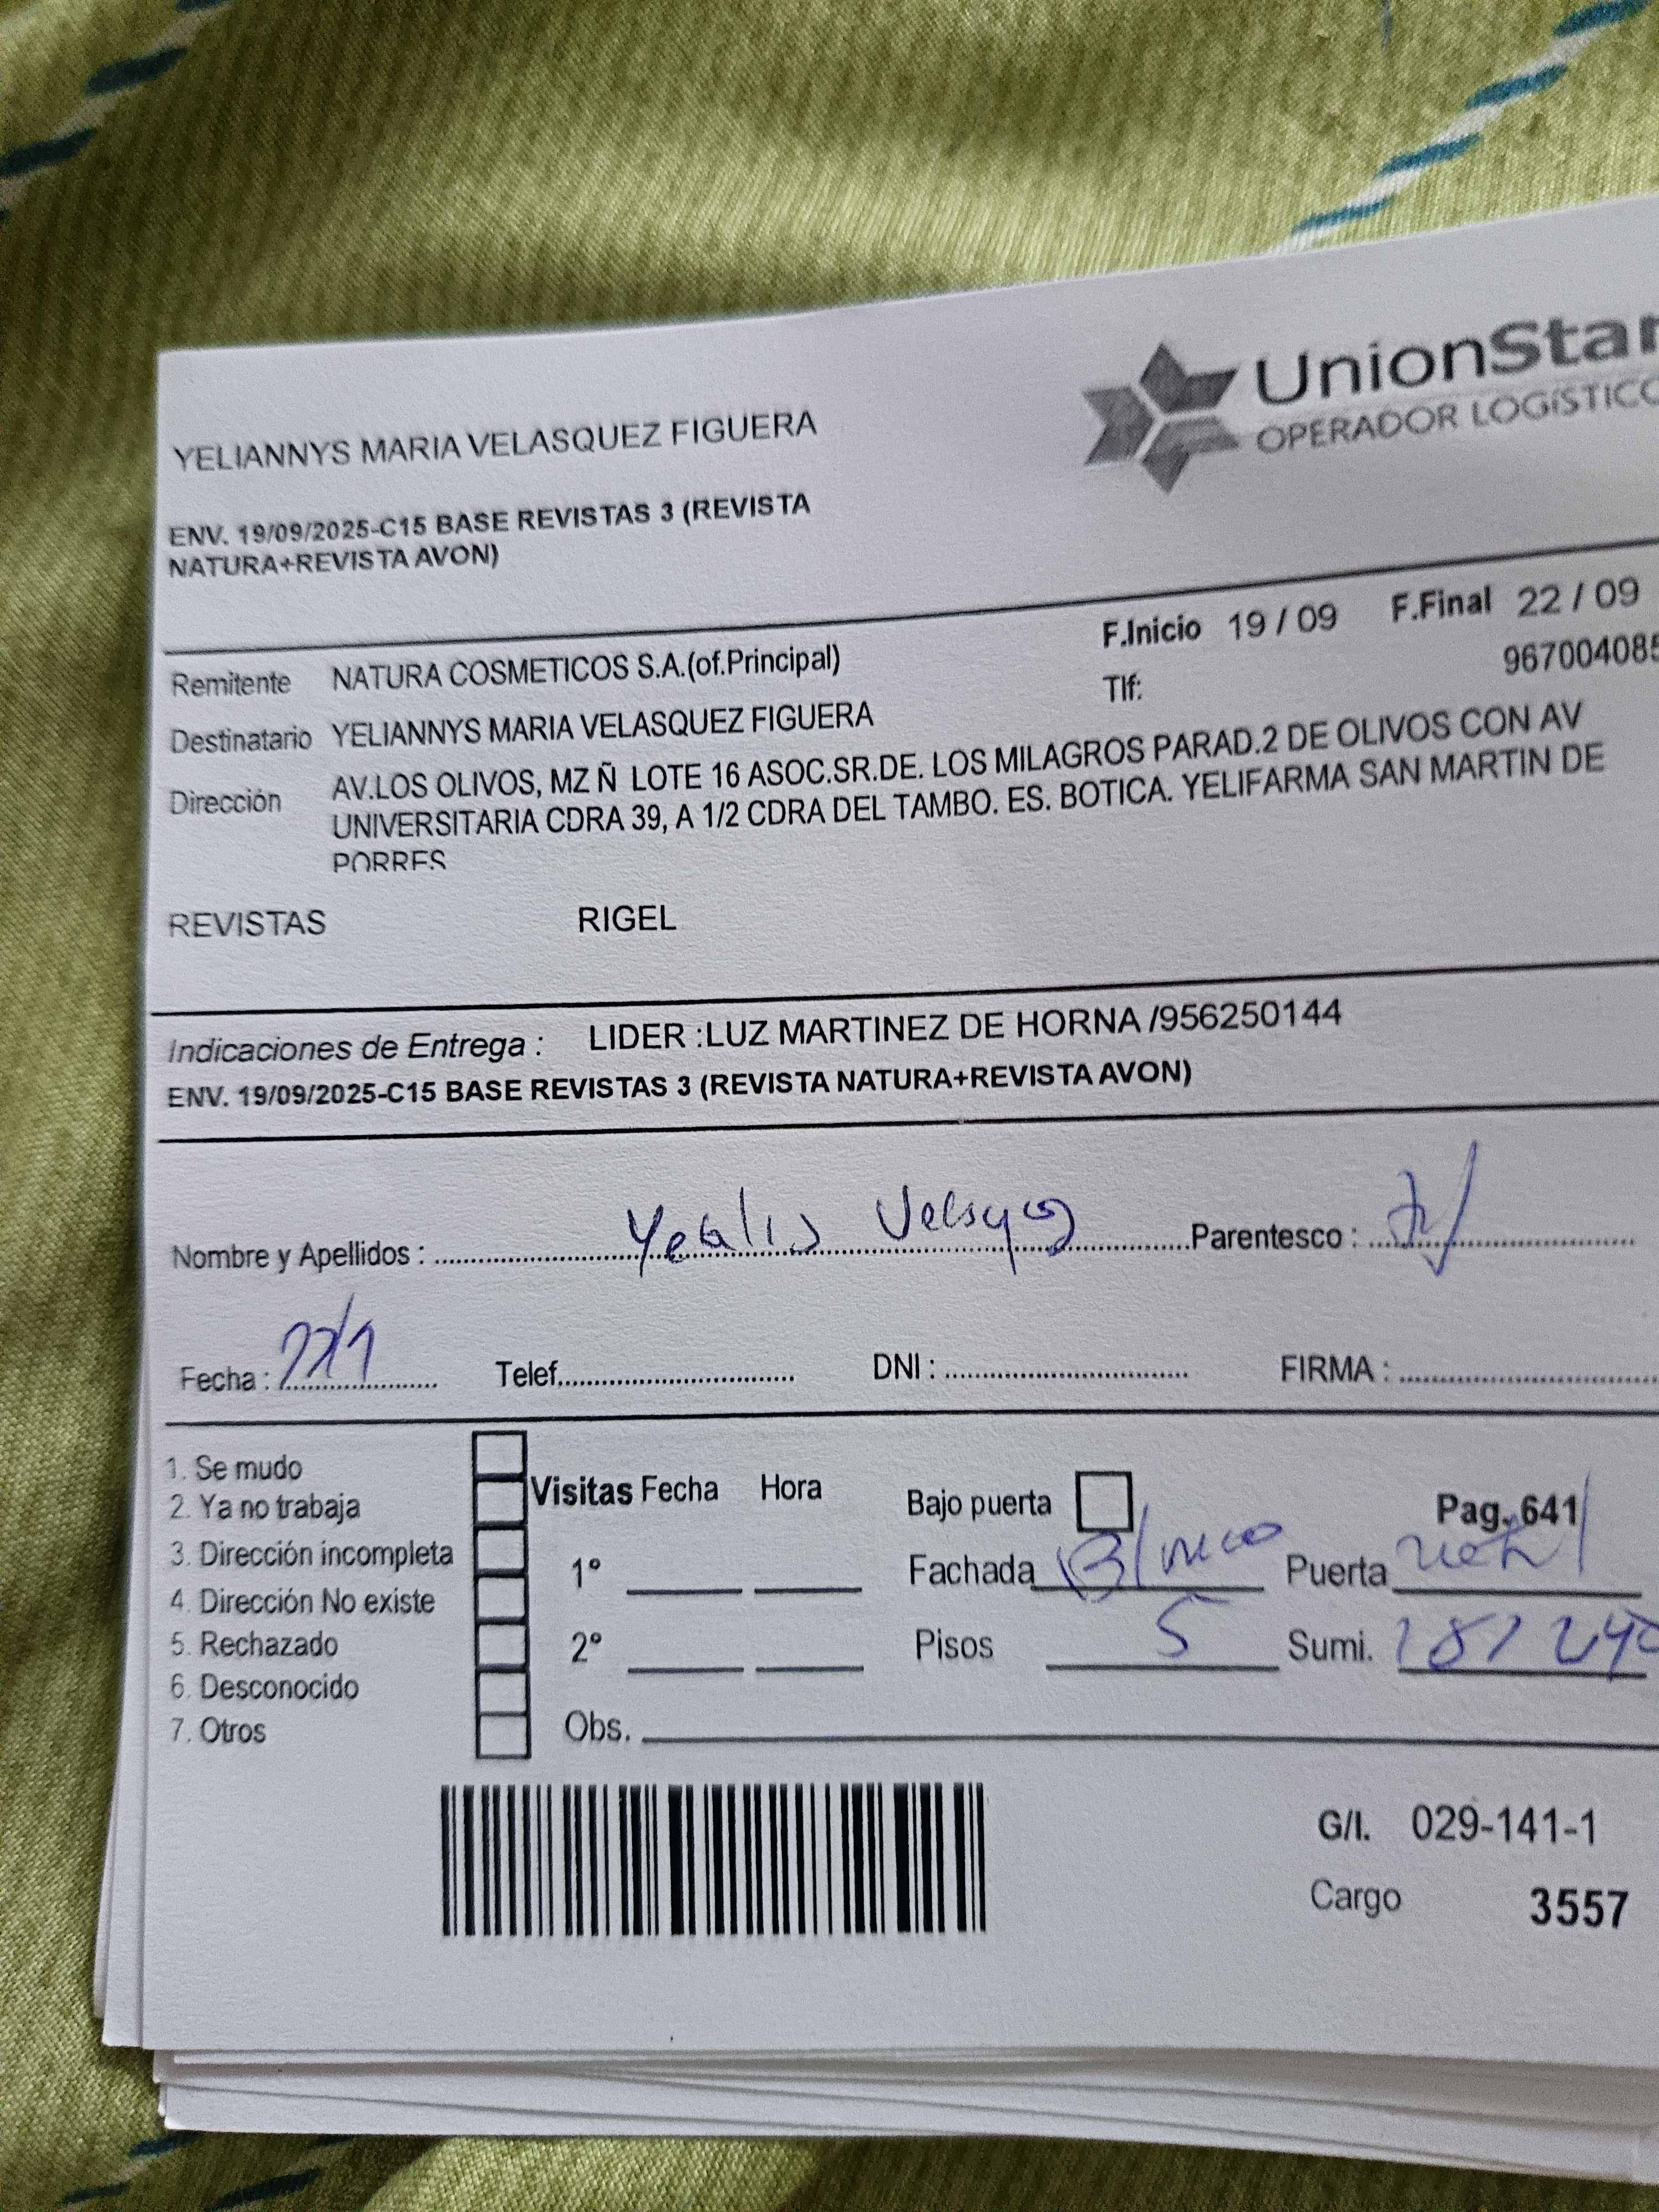 UnionStar
OPERADOR LOGÍSTICO
YELIANNYS MARIA VELASQUEZ FIGUERA
ENV. 19/09/2025-C15 BASE REVISTAS 3 (REVISTA
NATURA+REVISTA AVON)
F.Inicio 19 / 09 F.Final 22 / 09
Remitente NATURA COSMETICOS S.A.(of.Principal)
Tlf: 967004085
Destinatario YELIANNYS MARIA VELASQUEZ FIGUERA
Dirección AV.LOS OLIVOS, MZ Ñ LOTE 16 ASOC.SR.DE. LOS MILAGROS PARAD.2 DE OLIVOS CON AV
UNIVERSITARIA CDRA 39, A 1/2 CDRA DEL TAMBO. ES. BOTICA. YELIFARMA SAN MARTIN DE
PORRES
REVISTAS RIGEL
Indicaciones de Entrega : LIDER :LUZ MARTINEZ DE HORNA /956250144
ENV. 19/09/2025-C15 BASE REVISTAS 3 (REVISTA NATURA+REVISTA AVON)
Nombre y Apellidos : Parentesco :
Fecha : Telef. DNI : FIRMA :
1. Se mudo
2. Ya no trabaja
3. Dirección incompleta
4. Dirección No existe
5. Rechazado
6. Desconocido
7. Otros
Visitas Fecha Hora
1º
2º
Obs.
Bajo puerta Pag. 641
Fachada Blanco Puerta
Pisos 5 Sumi.
G/I. 029-141-1
Cargo 3557